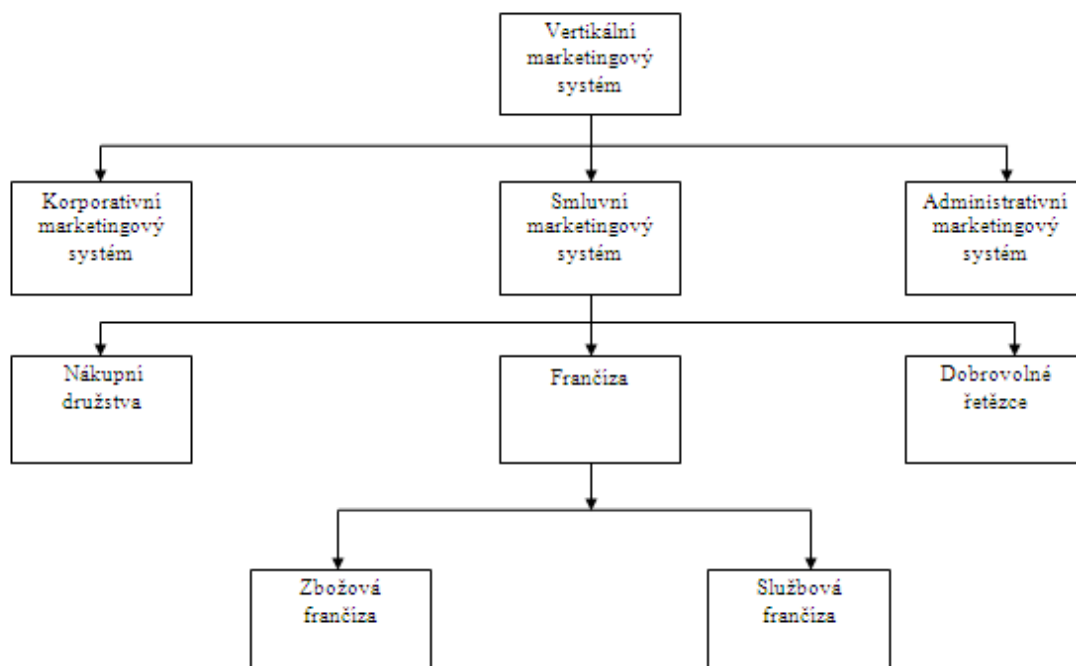 Vertikální
marketingový
systém
Korporativní
marketingový
systém
Smluvní
marketingový
systém
Administrativní
marketingový
systém
Nákupní
družstva
Frančíza
Dobrovolné
řetězce
Zbožová
frančíza
Službová
frančíza